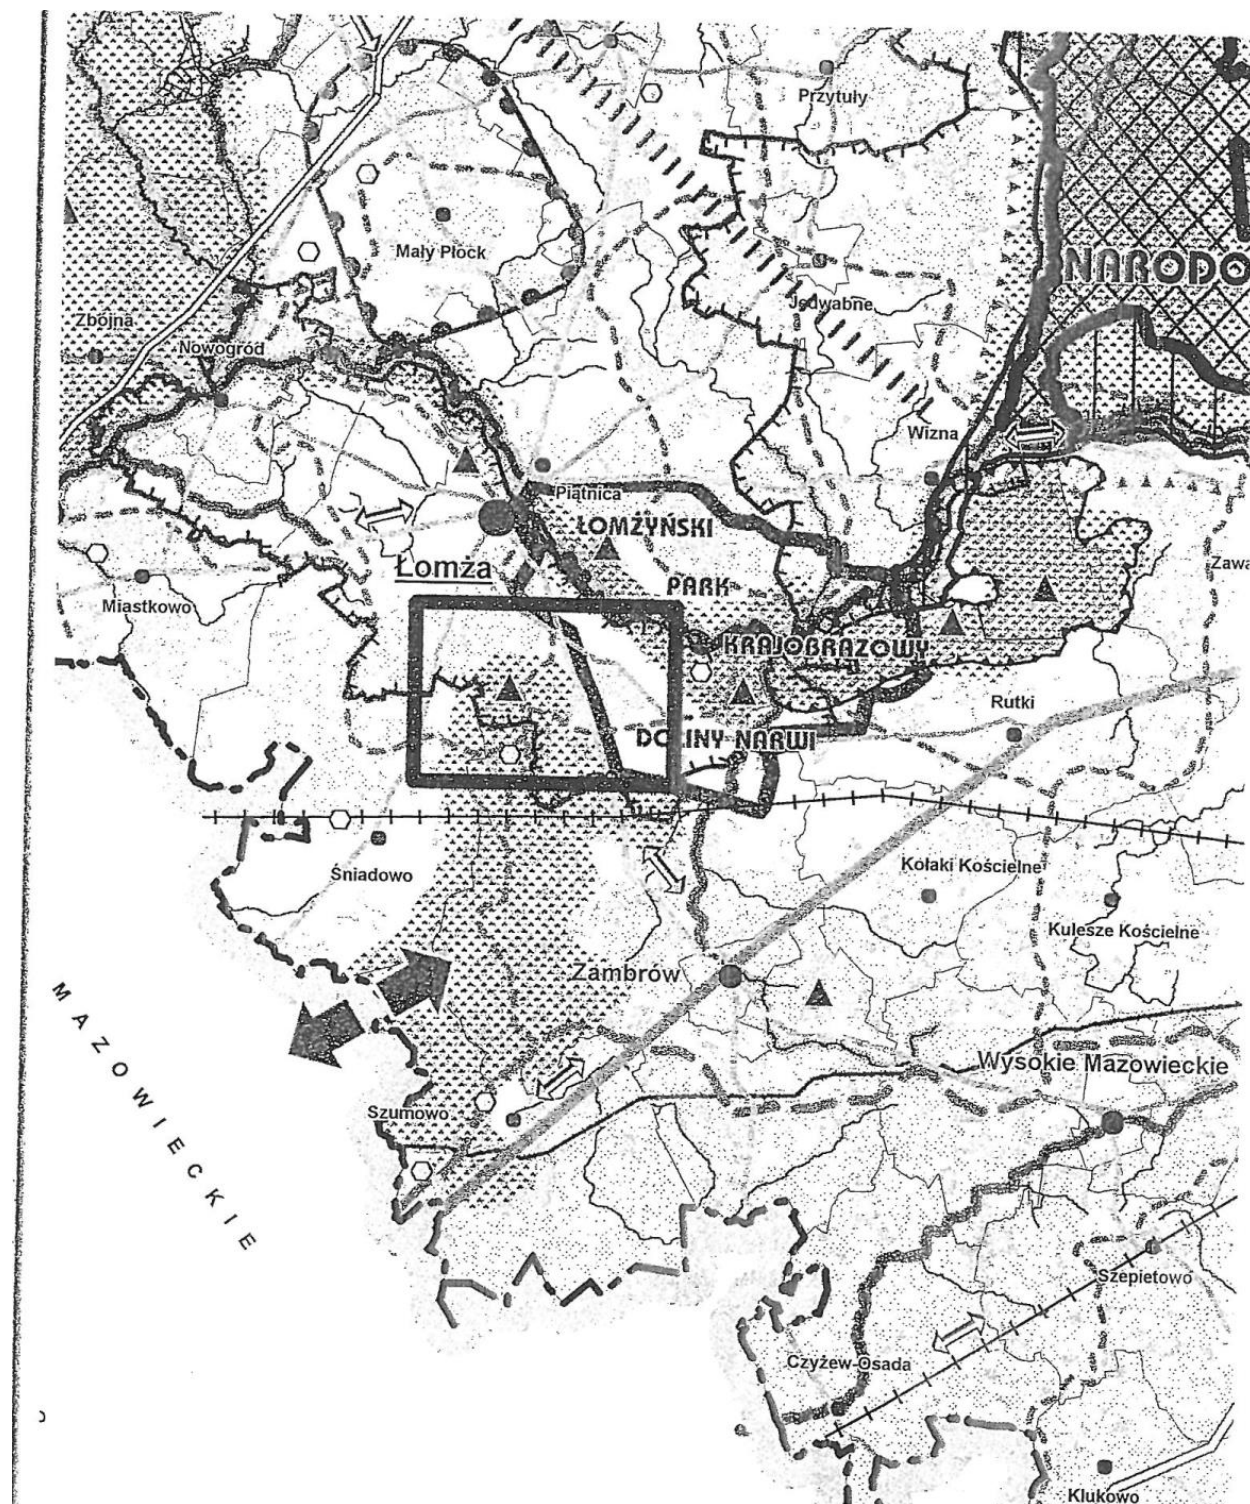 Przytuły
Mały Płock
NARODO
Jedwabne
Zbójna
Nowogród
Wizna
Piątnica
ŁOMŻYŃSKI
Łomża
Zawa
PARK
Miastkowo
KRAJOBRAZOWY
Rutki
DOLINY NARWI
Śniadowo
Kołaki Kościelne
Kulesze Kościelne
Zambrów
MAZOWIECKIE
Wysokie Mazowieckie
Szumowo
Szepietowo
Czyżew-Osada
Klukowo